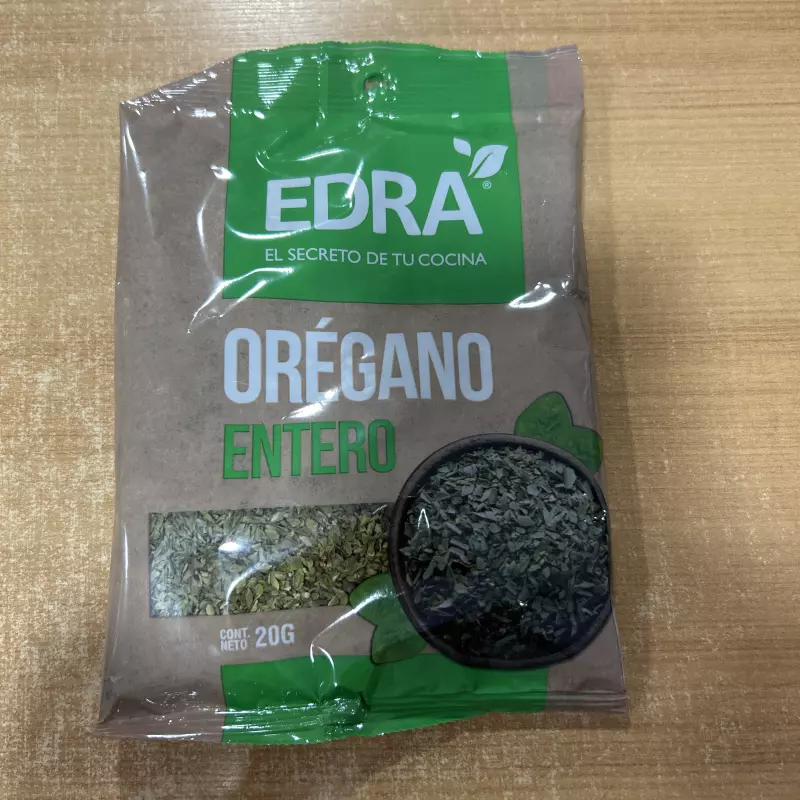 EDRA®
EL SECRETO DE TU COCINA
ORÉGANO
ENTERO
CONT.
NETO 20G